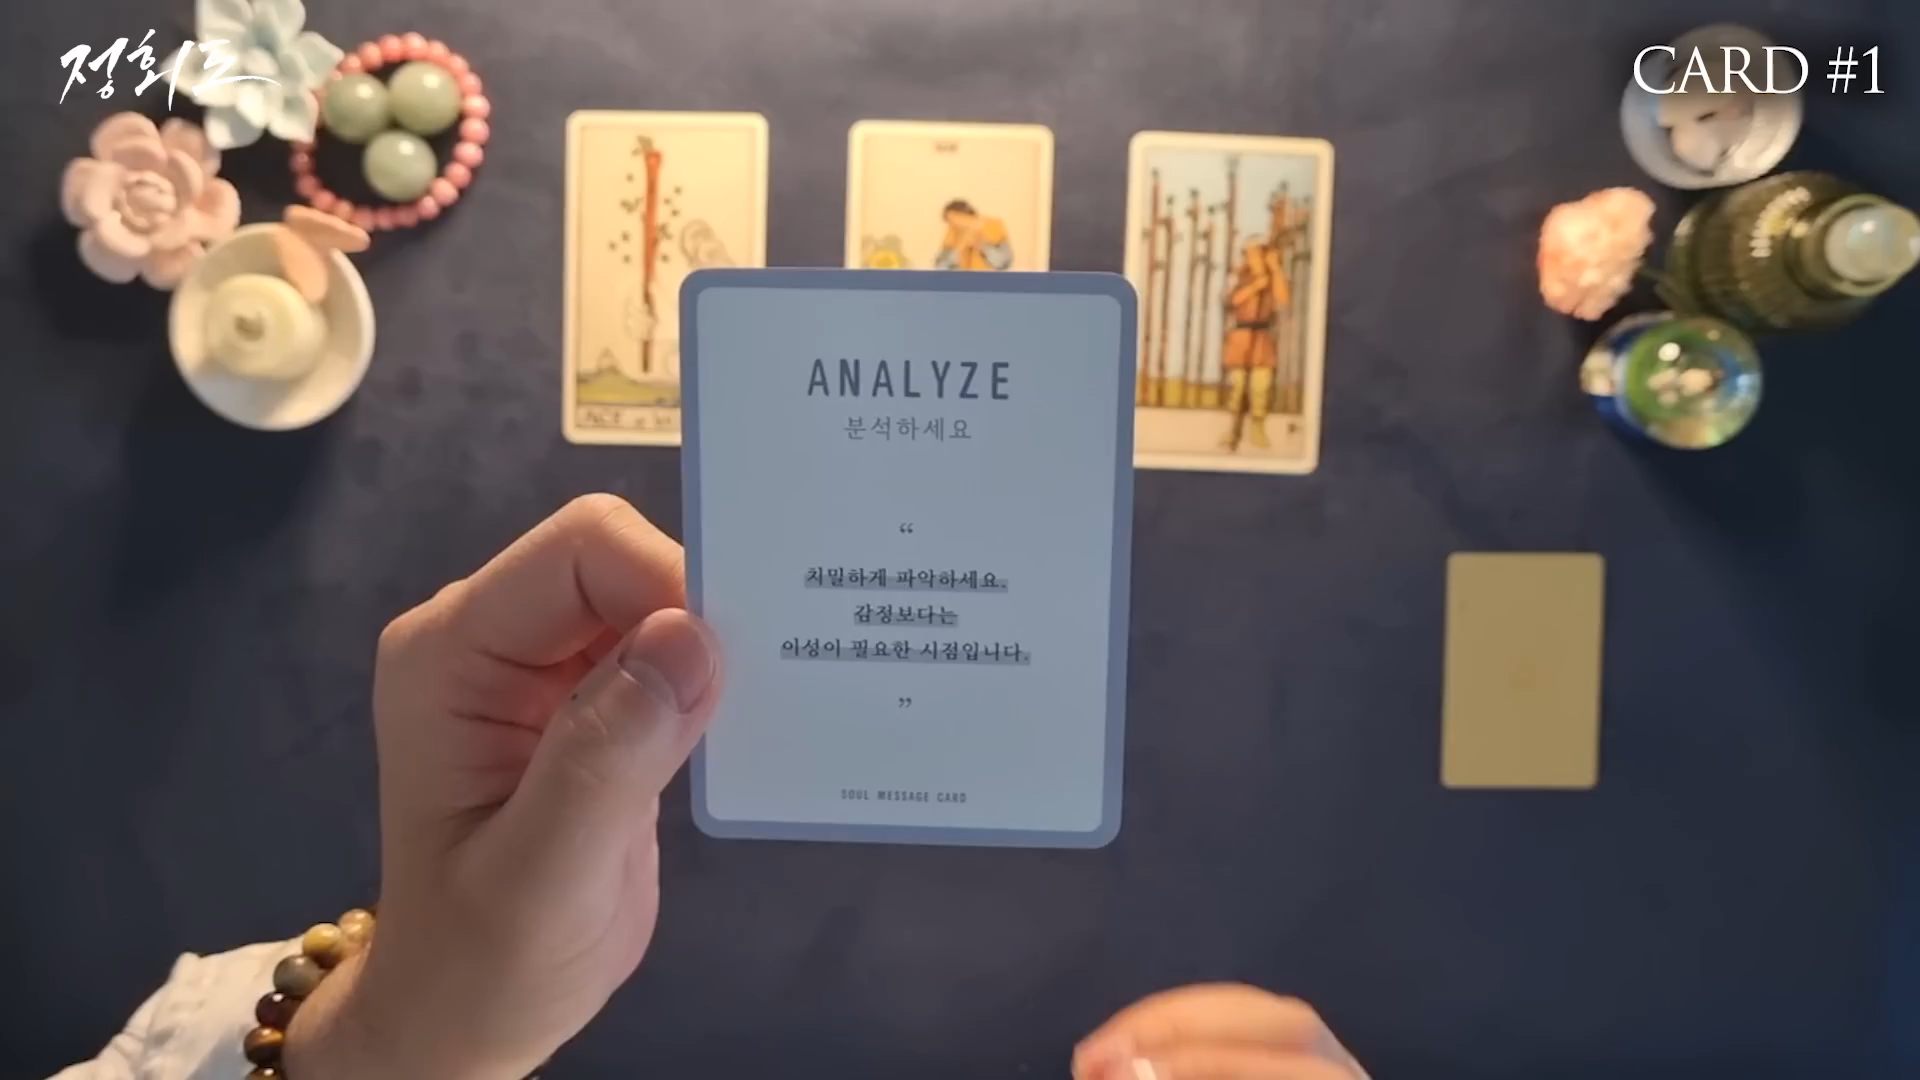 정회도
CARD #1
ANALYZE
분석하세요
“
치밀하게 파악하세요.
감정보다는
이성이 필요한 시점입니다.
”
SOUL MESSAGE CARD